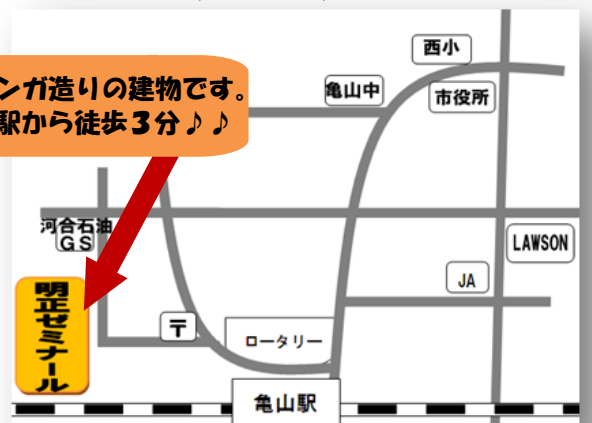 ンガ造りの建物です。
駅から徒歩３分♪♪
西小
亀山中
市役所
河合石油
ＧＳ
LAWSON
JA
明正ゼミナール
〒
ロータリー
亀山駅